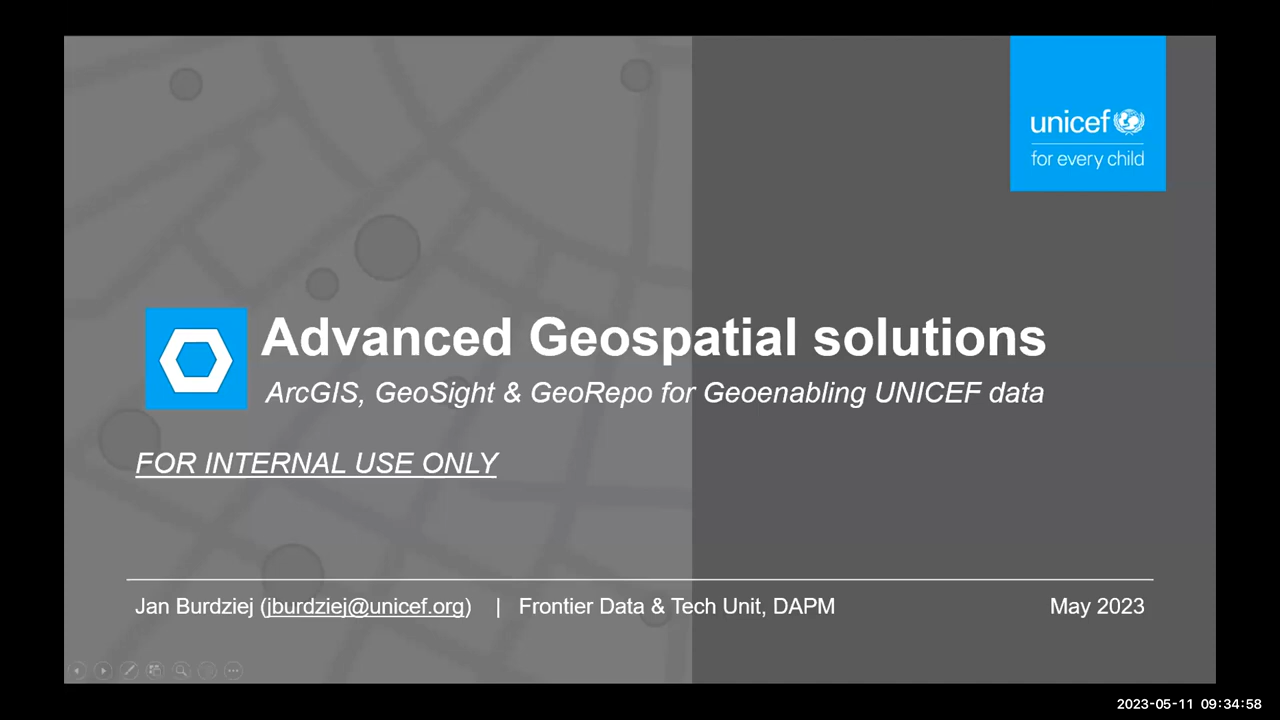 unicef
for every child
Advanced Geospatial solutions
ArcGIS, GeoSight & GeoRepo for Geoenabling UNICEF data
FOR INTERNAL USE ONLY
Jan Burdziej (jburdziej@unicef.org) | Frontier Data & Tech Unit, DAPM May 2023
2023-05-11 09:34:58